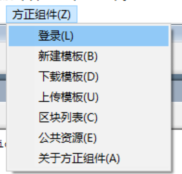 方正组件(Z)
登录(L)
新建模板(B)
下载模板(D)
上传模板(U)
区块列表(C)
公共资源(E)
关于方正组件(A)